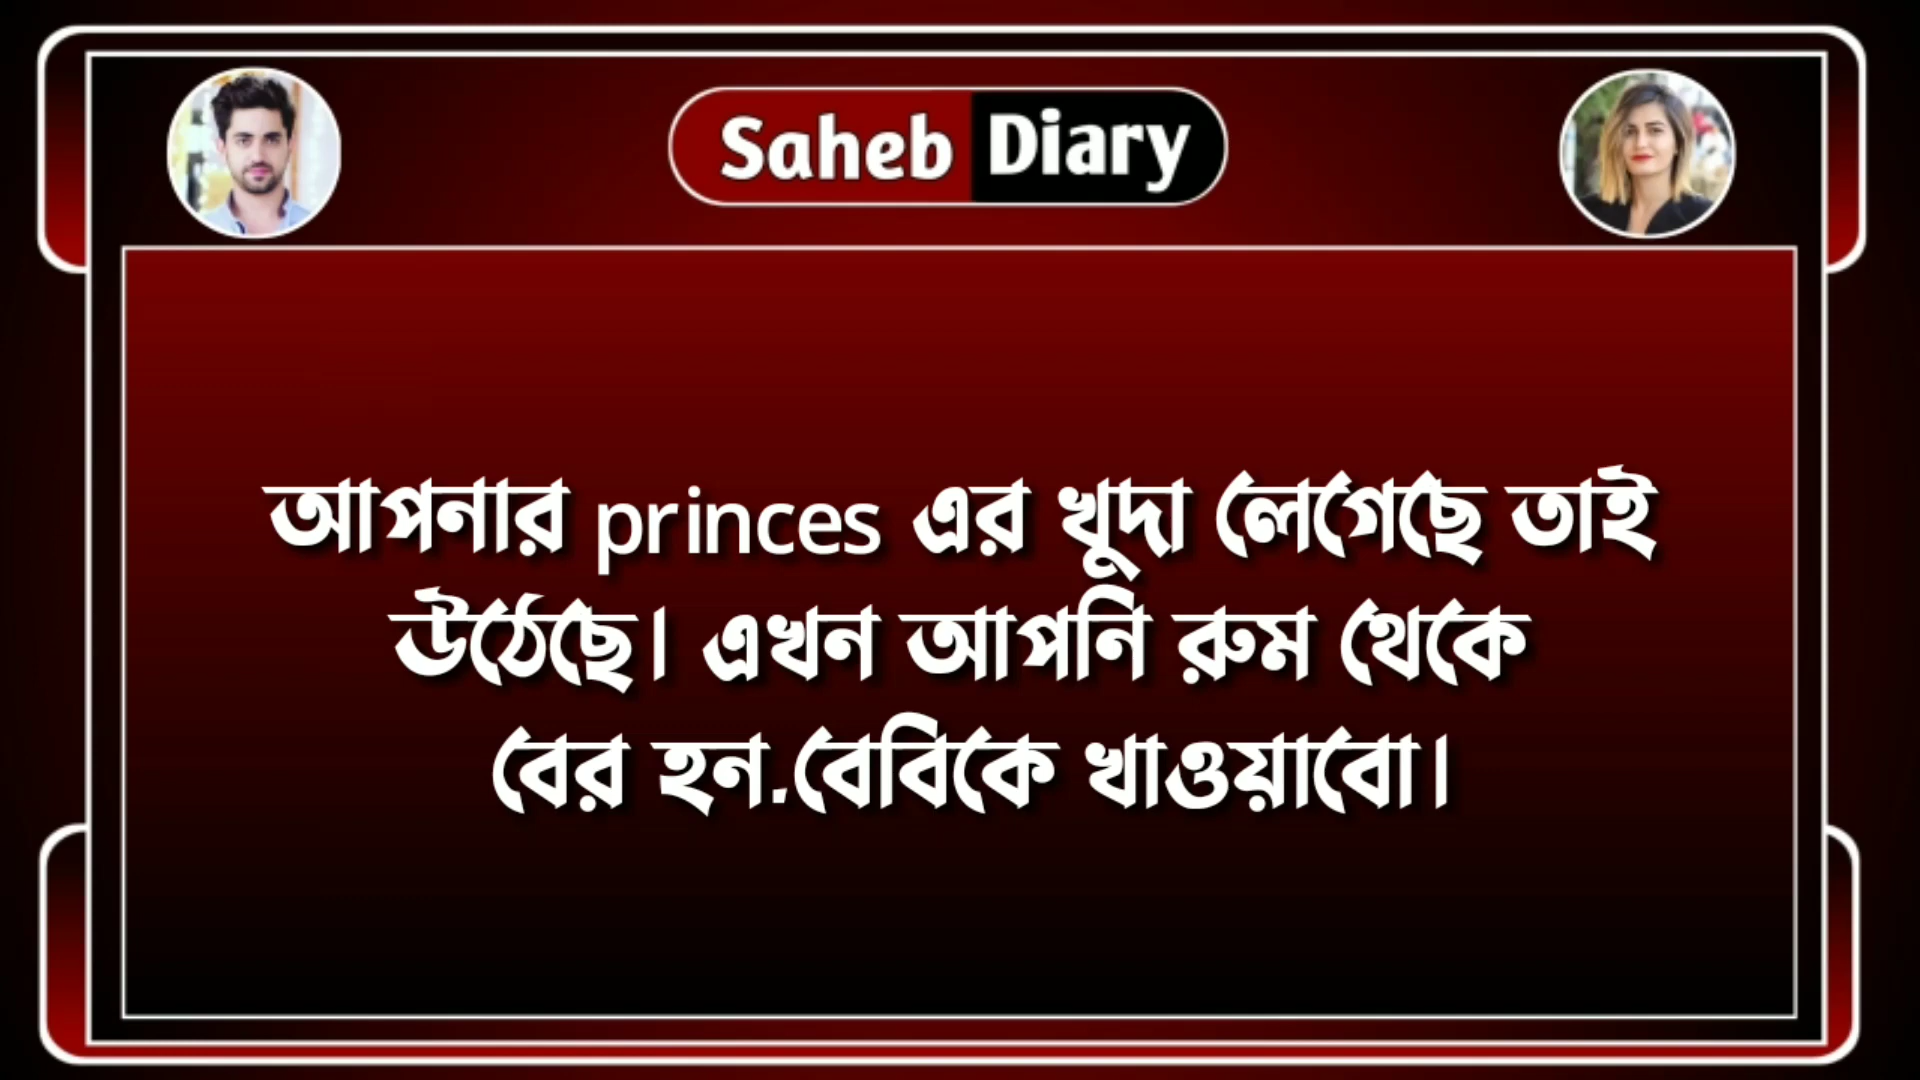 Saheb Diary
আপনার princes এর খুদা লেগেছে তাই
উঠেছে। এখন আপনি রুম থেকে
বের হন.বেবিকে খাওয়াবো।